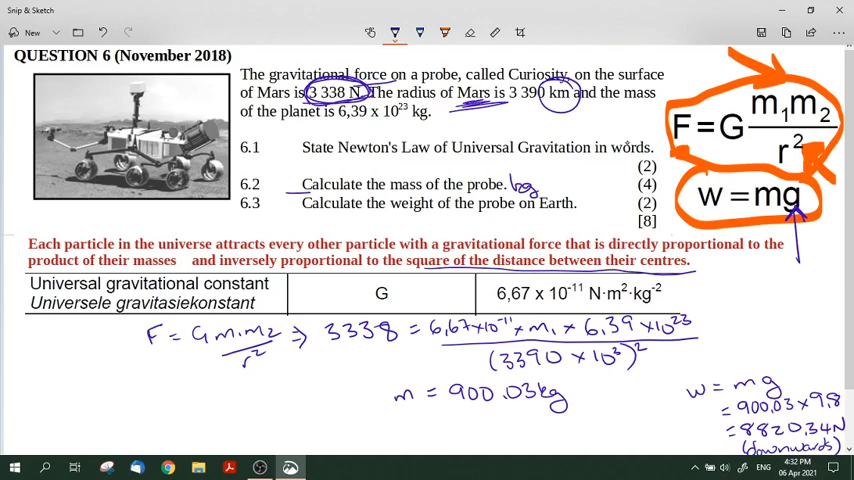 Snip & Sketch
New
QUESTION 6 (November 2018)
The gravitational force on a probe, called Curiosity, on the surface
of Mars is 3 338 N. The radius of Mars is 3 390 km and the mass
of the planet is 6,39 x 10²³ kg.
6.1 State Newton's Law of Universal Gravitation in words.
(2)
6.2 Calculate the mass of the probe. kg (4)
6.3 Calculate the weight of the probe on Earth. (2)
[8]
F = G m₁m₂ / r²
w = mg
Each particle in the universe attracts every other particle with a gravitational force that is directly proportional to the
product of their masses and inversely proportional to the square of the distance between their centres.
Universal gravitational constant
Universele gravitasiekonstant
G
6,67 x 10⁻¹¹ N·m²·kg⁻²
F = G m₁ m₂ / r² ⇒ 3338 = 6,67×10⁻¹¹ × m₁ × 6,39 ×10²³ / (3390 ×10³)²
m = 900.03kg
w = mg
= 900,03 ×9,8
= 8820,34N
(downwards)
ENG
4:32 PM
06 Apr 2021